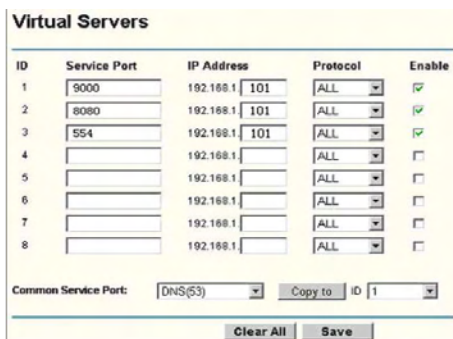 Virtual Servers
ID Service Port IP Address Protocol Enable
1 9000 192.168.1. 101 ALL
2 8080 192.168.1. 101 ALL
3 554 192.168.1. 101 ALL
4 192.168.1. ALL
5 192.168.1. ALL
6 192.168.1. ALL
7 192.168.1. ALL
8 192.168.1. ALL
Common Service Port: DNS(53) Copy to ID 1
Clear All Save